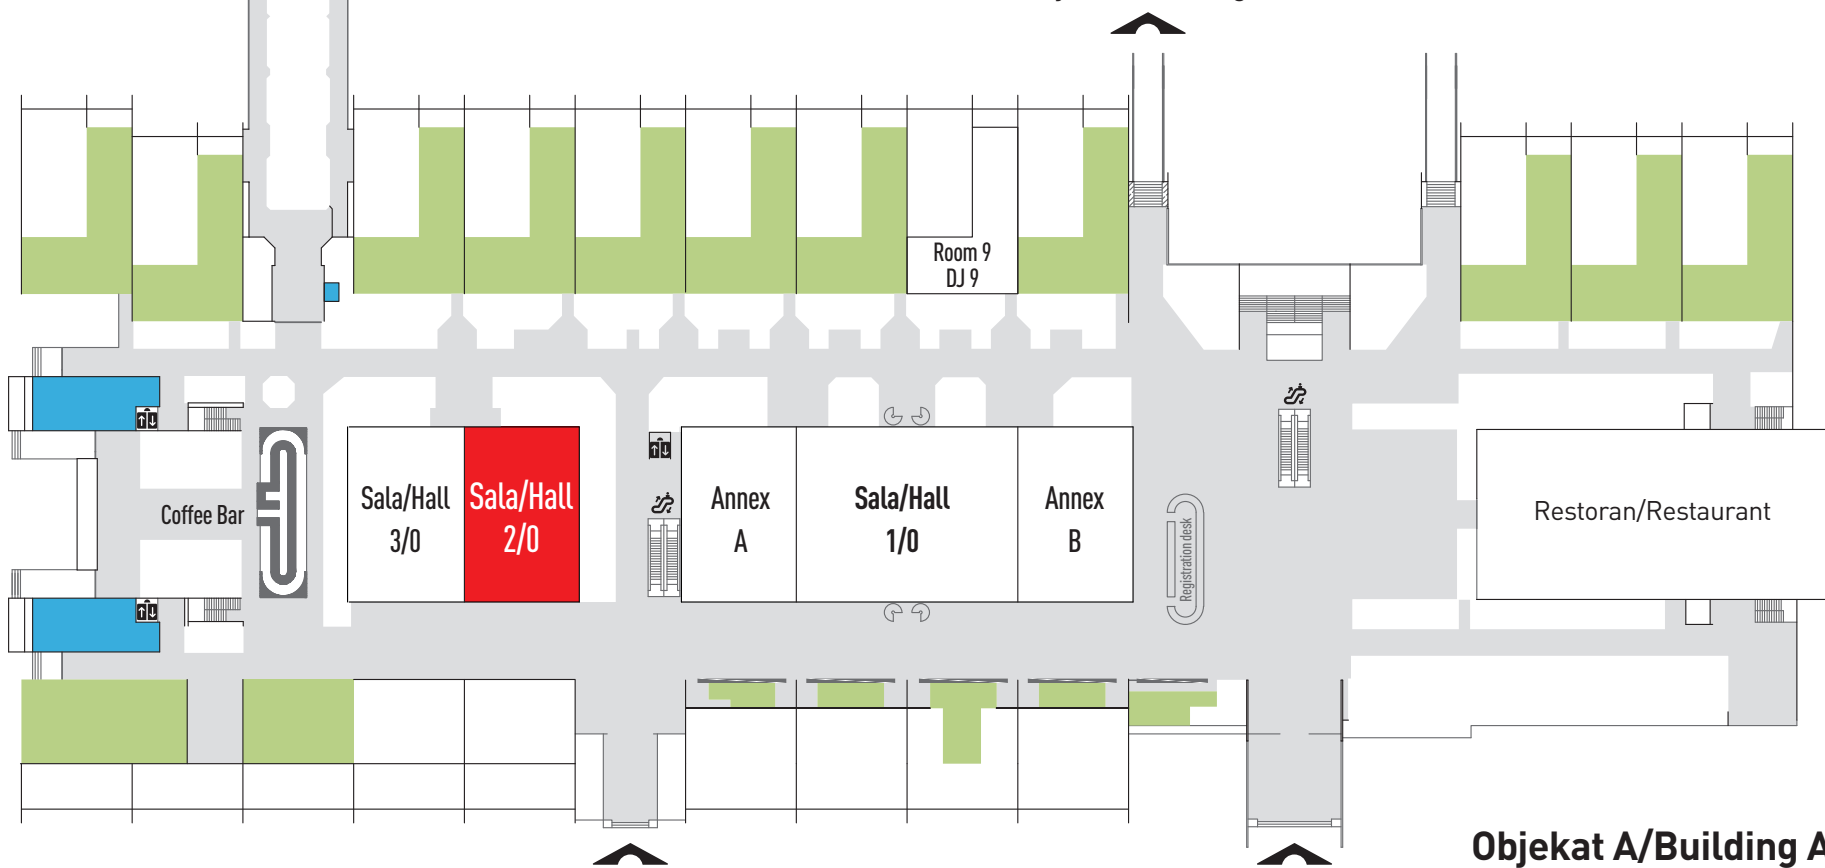 Room 9
DJ 9
Sala/Hall
3/0
Sala/Hall
2/0
Annex
A
Sala/Hall
1/0
Annex
B
Coffee Bar
Registration desk
Restoran/Restaurant
Objekat A/Building A